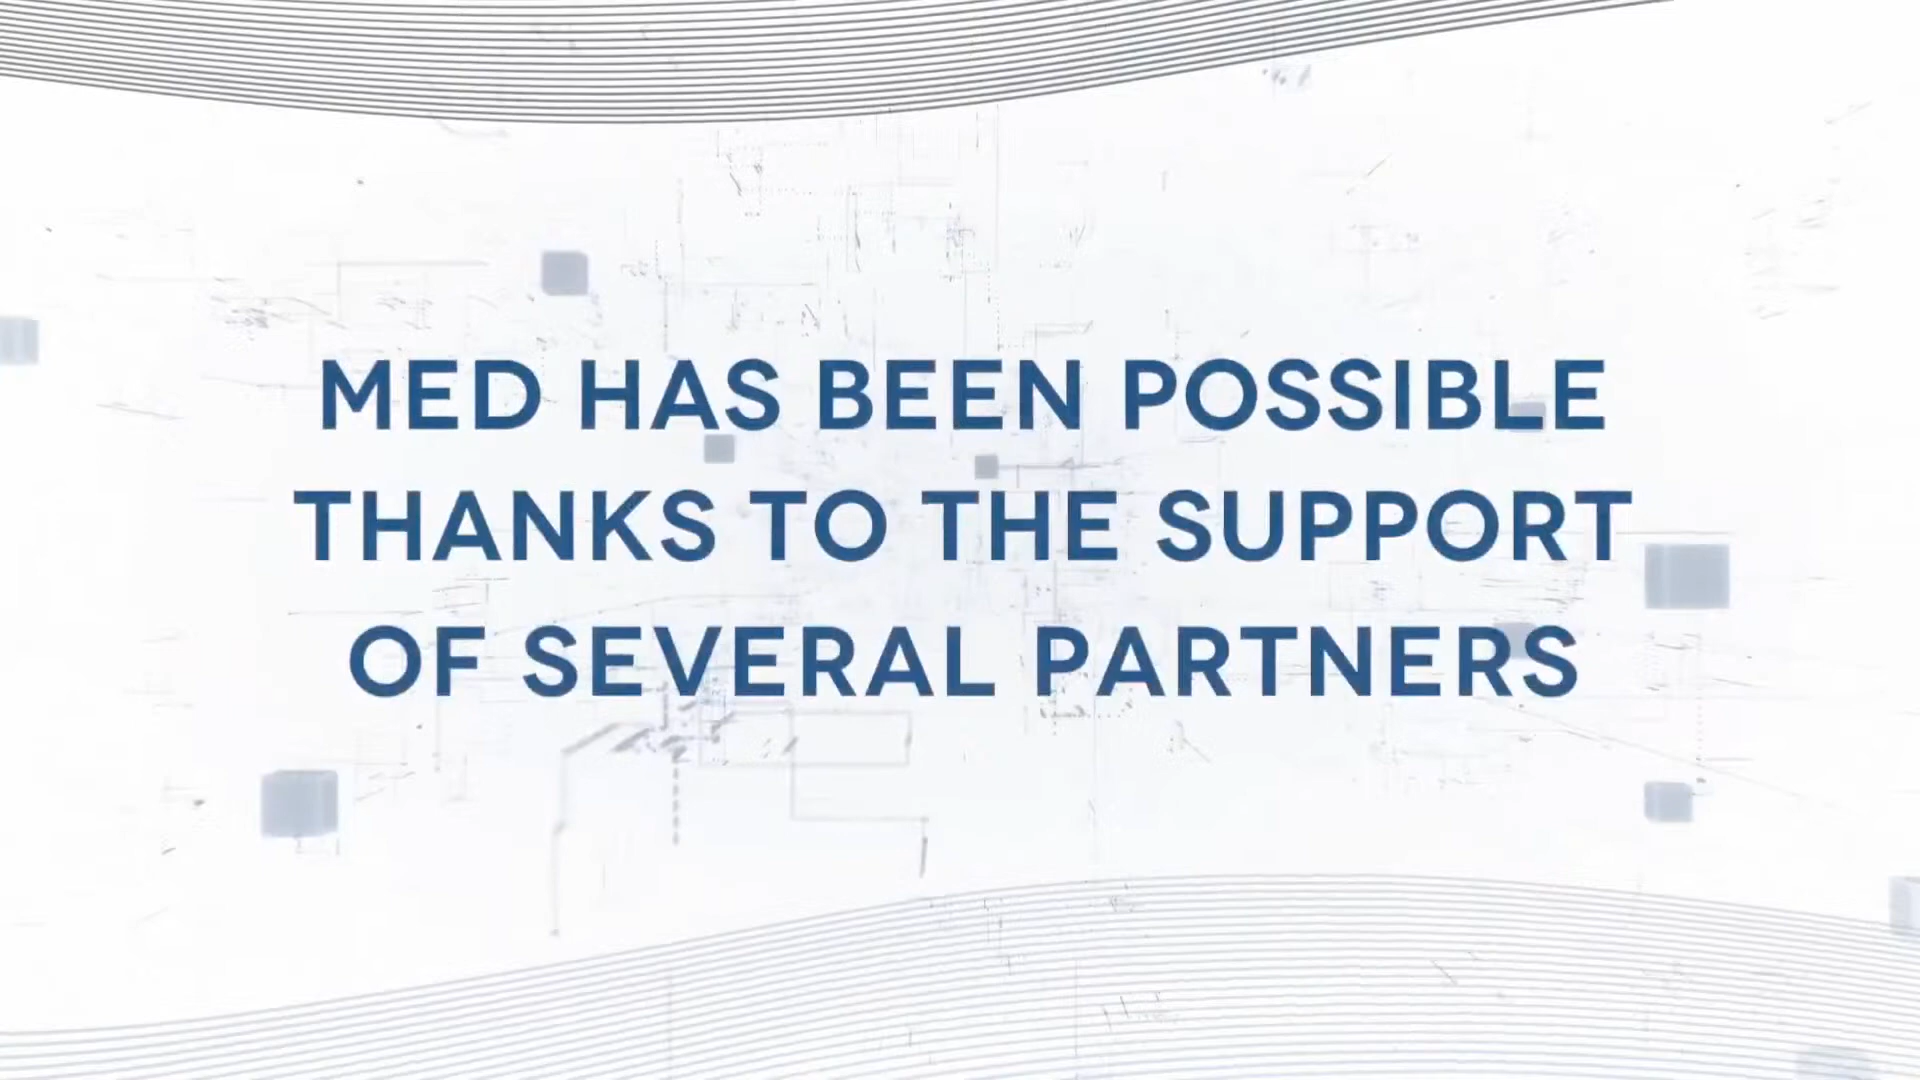 MED HAS BEEN POSSIBLE
THANKS TO THE SUPPORT
OF SEVERAL PARTNERS